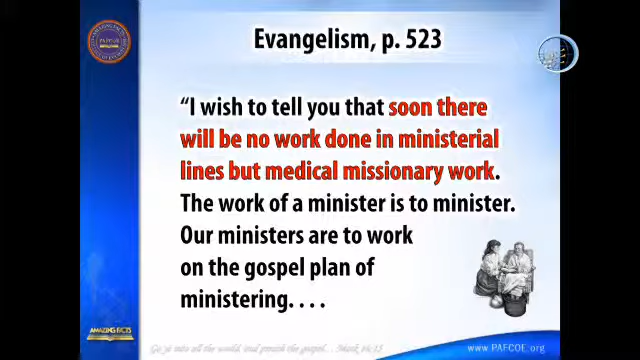 Evangelism, p. 523
PAFCOE
“I wish to tell you that soon there
will be no work done in ministerial
lines but medical missionary work.
The work of a minister is to minister.
Our ministers are to work
on the gospel plan of
ministering. . . .
AMAZING FACTS
Go ye into all the world, and preach the gospel. . . Mark 16:15
www.PAFCOE.org